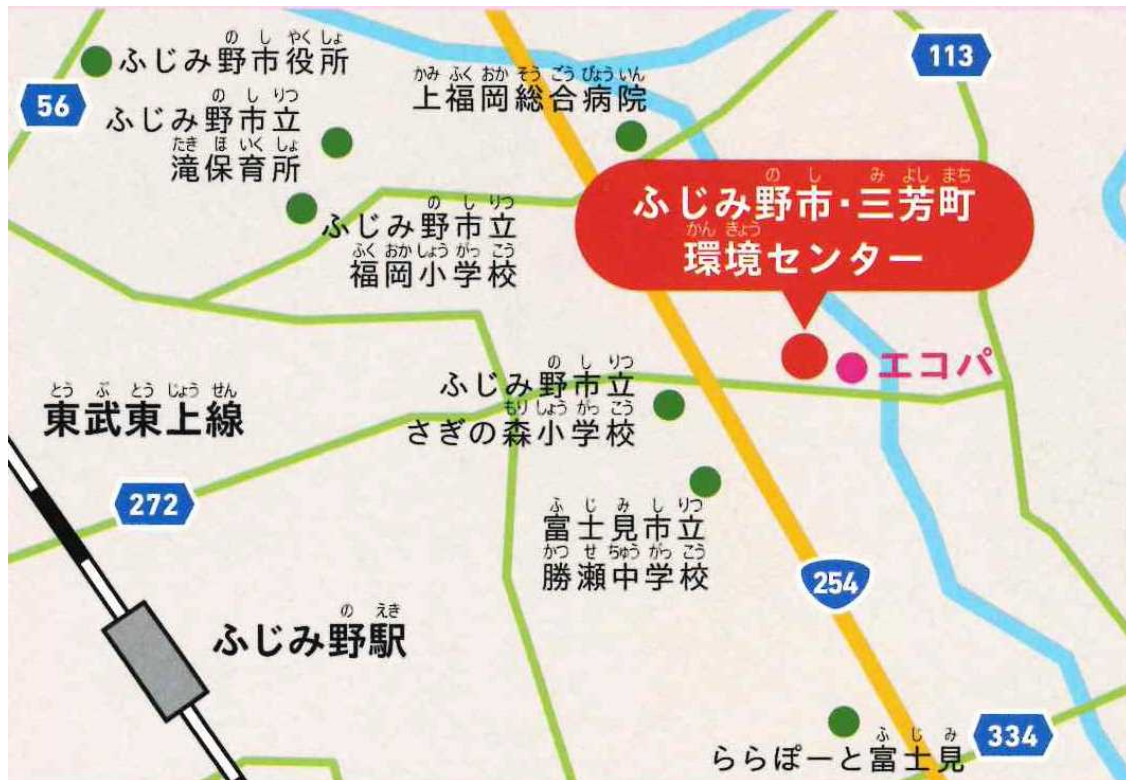 のしやくしょ
ふじみ野市役所
56
のしりつ
ふじみ野市立
たきほいくしょ
滝保育所
かみふくおかそうごうびょういん
上福岡総合病院
113
のしりつ
ふじみ野市立
ふくおかしょうがっこう
福岡小学校
のしみよしまち
ふじみ野市・三芳町
かんきょう
環境センター
エコパ
とうぶとうじょうせん
東武東上線
のしりつ
ふじみ野市立
もりしょうがっこう
さぎの森小学校
272
ふじみしりつ
富士見市立
かつせちゅうがっこう
勝瀬中学校
254
のえき
ふじみ野駅
ふじみ
ららぽーと富士見
334